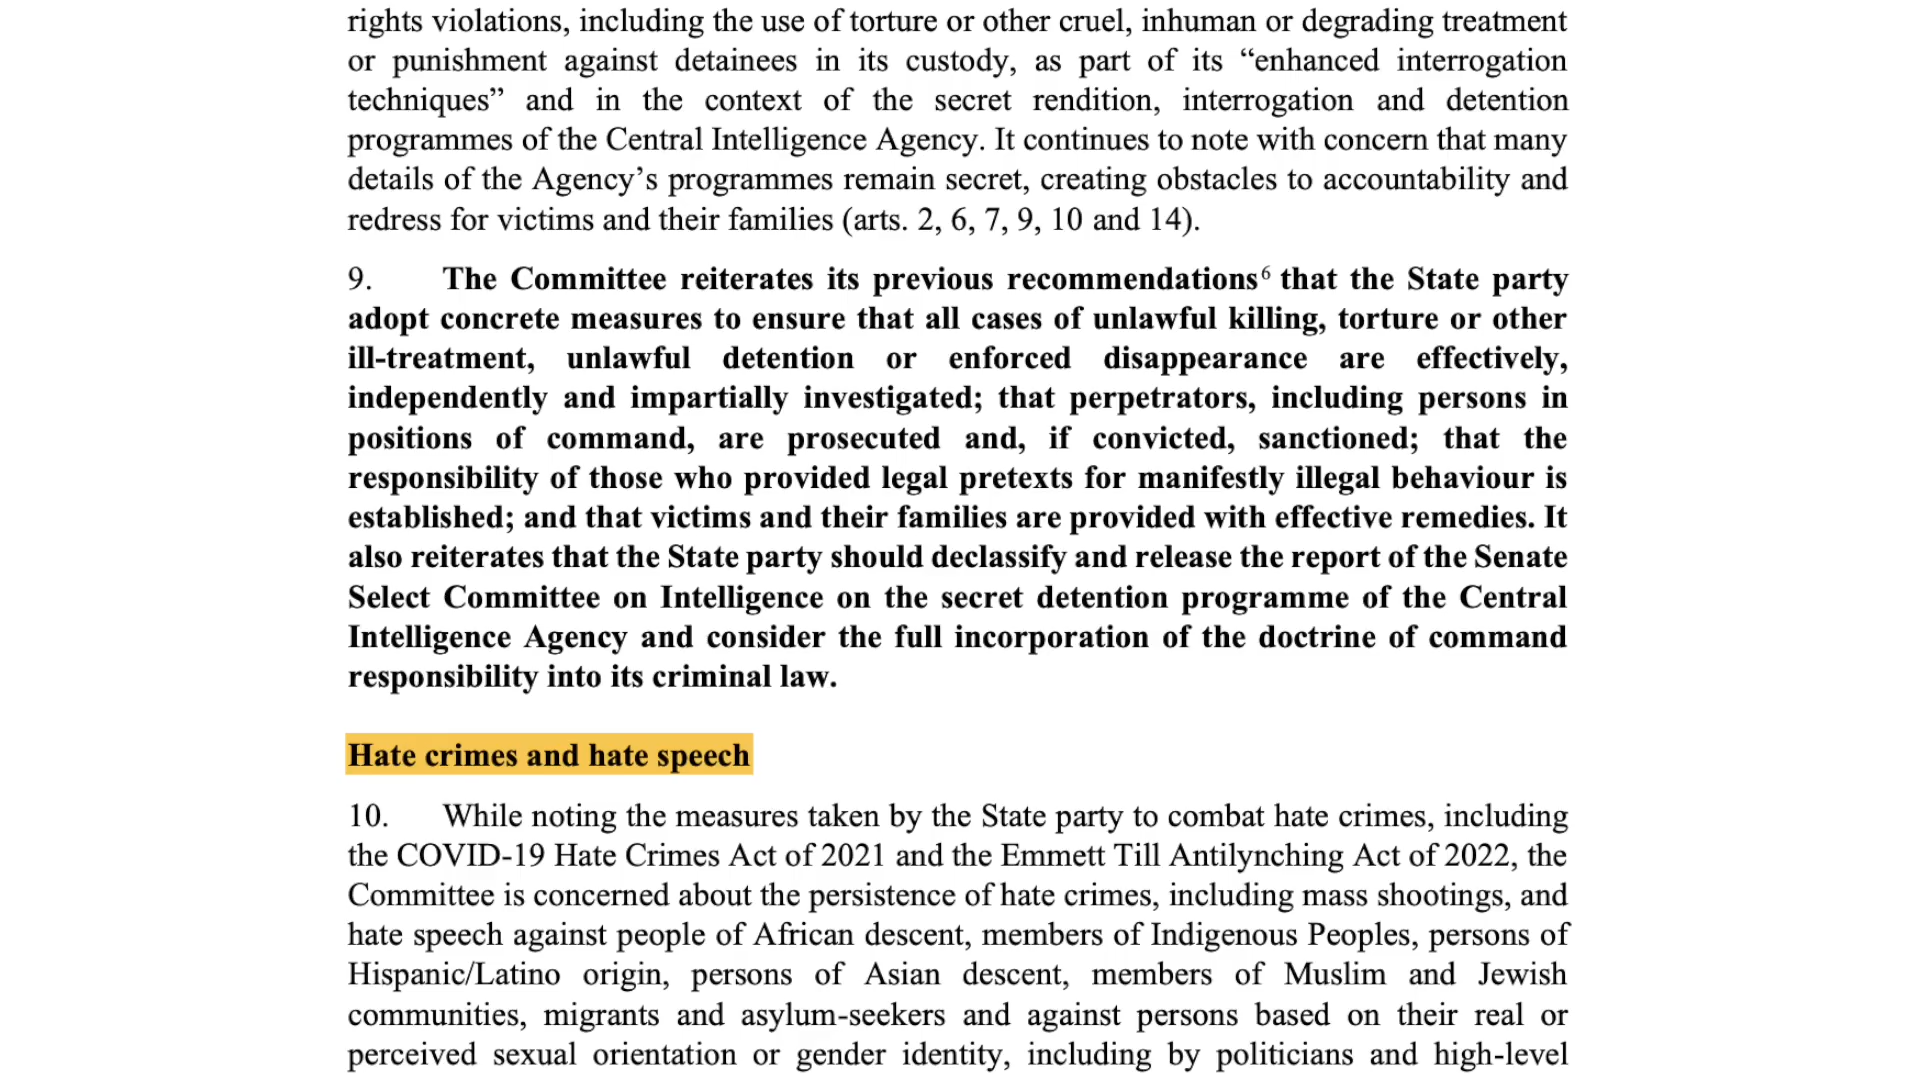 rights violations, including the use of torture or other cruel, inhuman or degrading treatment
or punishment against detainees in its custody, as part of its “enhanced interrogation
techniques” and in the context of the secret rendition, interrogation and detention
programmes of the Central Intelligence Agency. It continues to note with concern that many
details of the Agency’s programmes remain secret, creating obstacles to accountability and
redress for victims and their families (arts. 2, 6, 7, 9, 10 and 14).
9. The Committee reiterates its previous recommendations⁶ that the State party
adopt concrete measures to ensure that all cases of unlawful killing, torture or other
ill-treatment, unlawful detention or enforced disappearance are effectively,
independently and impartially investigated; that perpetrators, including persons in
positions of command, are prosecuted and, if convicted, sanctioned; that the
responsibility of those who provided legal pretexts for manifestly illegal behaviour is
established; and that victims and their families are provided with effective remedies. It
also reiterates that the State party should declassify and release the report of the Senate
Select Committee on Intelligence on the secret detention programme of the Central
Intelligence Agency and consider the full incorporation of the doctrine of command
responsibility into its criminal law.
Hate crimes and hate speech
10. While noting the measures taken by the State party to combat hate crimes, including
the COVID-19 Hate Crimes Act of 2021 and the Emmett Till Antilynching Act of 2022, the
Committee is concerned about the persistence of hate crimes, including mass shootings, and
hate speech against people of African descent, members of Indigenous Peoples, persons of
Hispanic/Latino origin, persons of Asian descent, members of Muslim and Jewish
communities, migrants and asylum-seekers and against persons based on their real or
perceived sexual orientation or gender identity, including by politicians and high-level